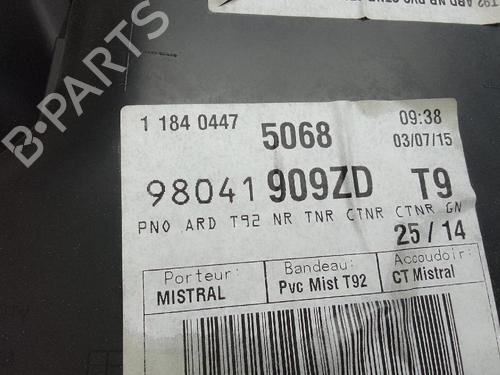 B-PARTS
1 184 0447 5068 09:38
03/07/15
98041 909ZD T9
PNO ARD T92 NR TNR CTNR CTNR GN
25 / 14
Porteur: MISTRAL
Bandeau: Pvc Mist T92
Accoudoir: CT Mistral